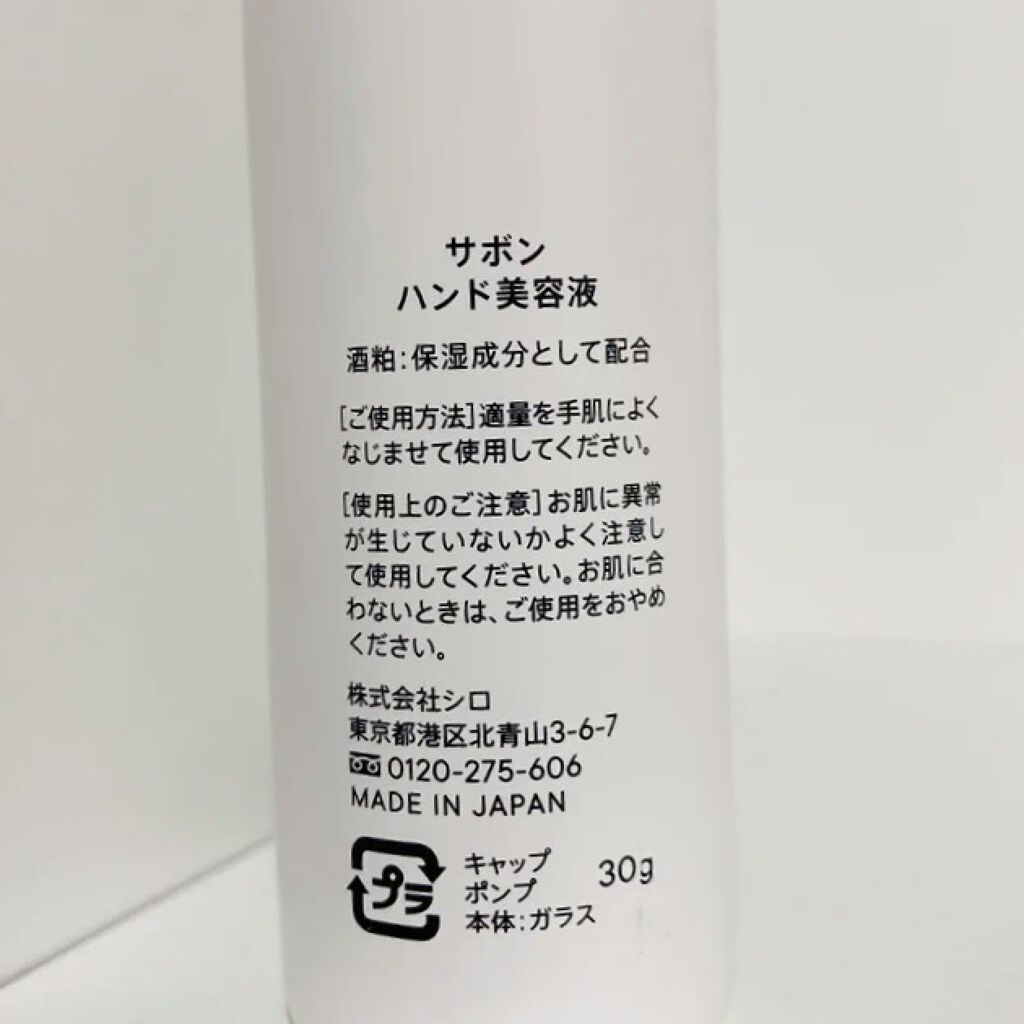 サボン
ハンド美容液
酒粕:保湿成分として配合
[ご使用方法]適量を手肌によく
なじませて使用してください。
[使用上のご注意]お肌に異常
が生じていないかよく注意し
て使用してください。お肌に合
わないときは、ご使用をおやめ
ください。
株式会社シロ
東京都港区北青山3-6-7
0120-275-606
MADE IN JAPAN
プラ
キャップ
ポンプ
本体:ガラス
30g